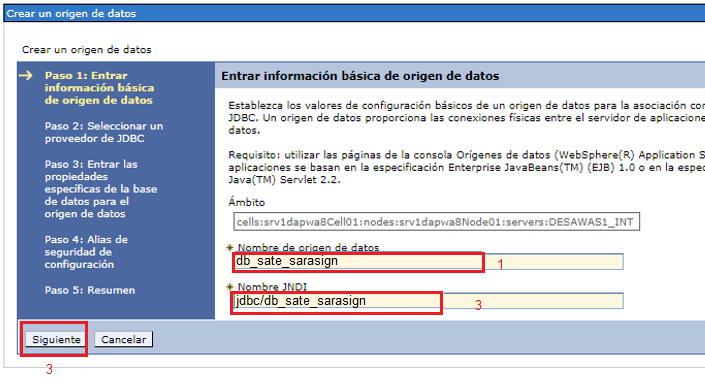 Crear un origen de datos
Crear un origen de datos
Paso 1: Entrar
información básica
de origen de datos
Paso 2: Seleccionar un
proveedor de JDBC
Paso 3: Entrar las
propiedades
específicas de la base
de datos para el
origen de datos
Paso 4: Alias de
seguridad de
configuración
Paso 5: Resumen
Entrar información básica de origen de datos
Establezca los valores de configuración básicos de un origen de datos para la asociación con
JDBC. Un origen de datos proporciona las conexiones físicas entre el servidor de aplicacione
datos.
Requisito: utilizar las páginas de la consola Orígenes de datos (WebSphere(R) Application S
aplicaciones se basan en la especificación Enterprise JavaBeans(TM) (EJB) 1.0 o en la espec
Java(TM) Servlet 2.2.
Ámbito
cells:srv1dapwa8Cell01:nodes:srv1dapwa8Node01:servers:DESAWAS1_INT
* Nombre de origen de datos
db_sate_sarasign
1
* Nombre JNDI
jdbc/db_sate_sarasign
3
Siguiente Cancelar
3